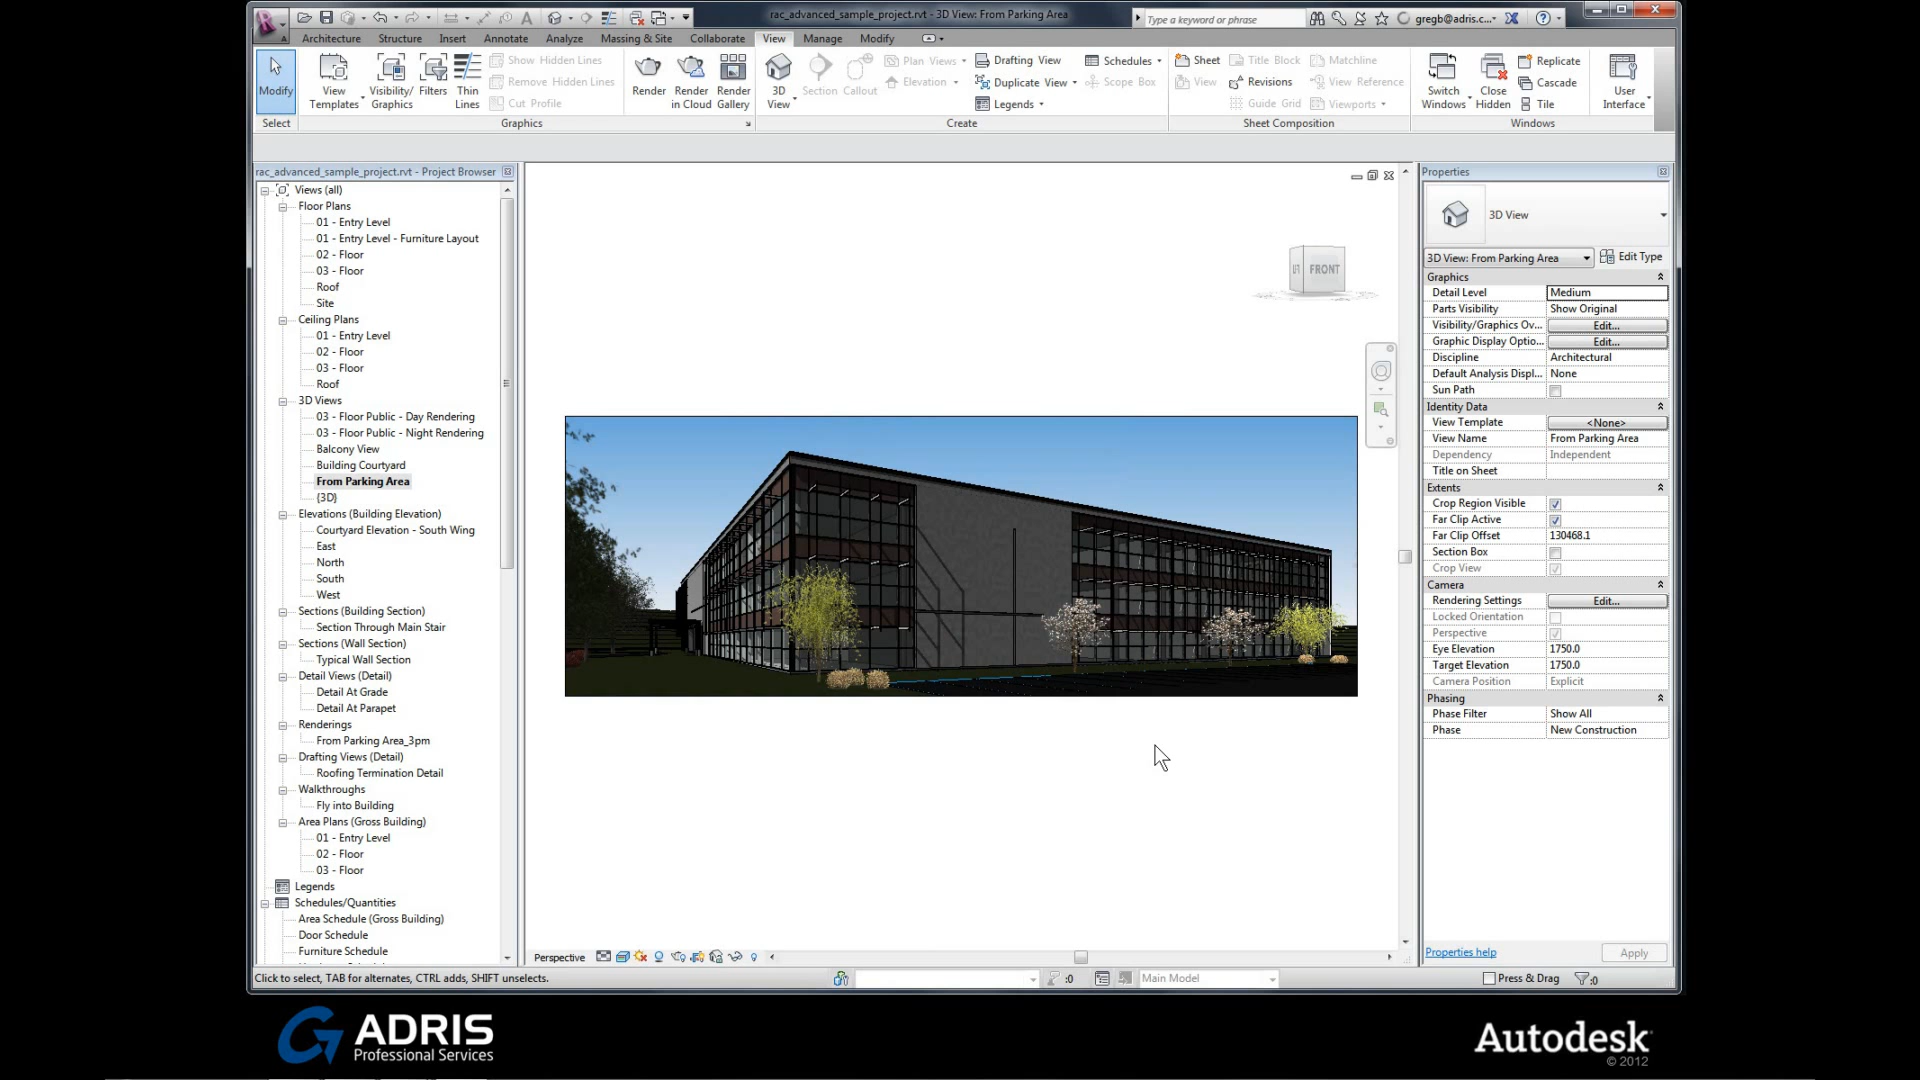 rac_advanced_sample_project.rvt - 3D View: From Parking Area
Type a keyword or phrase
gregb@adris.c...
Architecture Structure Insert Annotate Analyze Massing & Site Collaborate View Manage Modify
Modify
View Templates
Visibility/ Graphics
Filters
Thin Lines
Show Hidden Lines
Remove Hidden Lines
Cut Profile
Render
Render in Cloud
Render Gallery
3D View
Section
Callout
Plan Views
Elevation
Drafting View
Duplicate View
Legends
Schedules
Scope Box
Sheet
View
Title Block
Revisions
Guide Grid
Matchline
View Reference
Viewports
Switch Windows
Close Hidden
Replicate
Cascade
Tile
User Interface
Select
Graphics
Create
Sheet Composition
Windows
rac_advanced_sample_project.rvt - Project Browser
Views (all)
Floor Plans
01 - Entry Level
01 - Entry Level - Furniture Layout
02 - Floor
03 - Floor
Roof
Site
Ceiling Plans
01 - Entry Level
02 - Floor
03 - Floor
Roof
3D Views
03 - Floor Public - Day Rendering
03 - Floor Public - Night Rendering
Balcony View
Building Courtyard
From Parking Area
{3D}
Elevations (Building Elevation)
Courtyard Elevation - South Wing
East
North
South
West
Sections (Building Section)
Section Through Main Stair
Sections (Wall Section)
Typical Wall Section
Detail Views (Detail)
Detail At Grade
Detail At Parapet
Renderings
From Parking Area_3pm
Drafting Views (Detail)
Roofing Termination Detail
Walkthroughs
Fly into Building
Area Plans (Gross Building)
01 - Entry Level
02 - Floor
03 - Floor
Legends
Schedules/Quantities
Area Schedule (Gross Building)
Door Schedule
Furniture Schedule
FRONT
Perspective
Properties
3D View
3D View: From Parking Area
Edit Type
Graphics
Detail Level Medium
Parts Visibility Show Original
Visibility/Graphics Ov... Edit...
Graphic Display Optio... Edit...
Discipline Architectural
Default Analysis Displ... None
Sun Path
Identity Data
View Template <None>
View Name From Parking Area
Dependency Independent
Title on Sheet
Extents
Crop Region Visible
Far Clip Active
Far Clip Offset 130468.1
Section Box
Crop View
Camera
Rendering Settings Edit...
Locked Orientation
Perspective
Eye Elevation 1750.0
Target Elevation 1750.0
Camera Position Explicit
Phasing
Phase Filter Show All
Phase New Construction
Properties help
Apply
Click to select, TAB for alternates, CTRL adds, SHIFT unselects.
:0
Main Model
Press & Drag
:0
ADRIS
Professional Services
Autodesk
© 2012